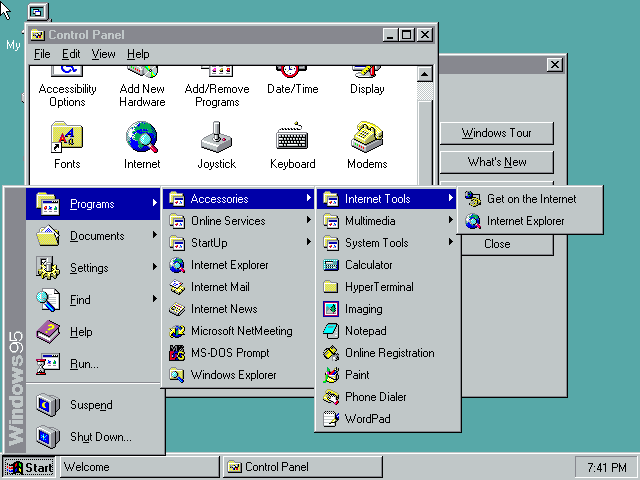 My
Control Panel
File Edit View Help
Accessibility Options
Add New Hardware
Add/Remove Programs
Date/Time
Display
Fonts
Internet
Joystick
Keyboard
Modems
Windows Tour
What's New
Close
Programs
Documents
Settings
Find
Help
Run...
Suspend
Shut Down...
Windows95
Accessories
Online Services
StartUp
Internet Explorer
Internet Mail
Internet News
Microsoft NetMeeting
MS-DOS Prompt
Windows Explorer
Internet Tools
Multimedia
System Tools
Calculator
HyperTerminal
Imaging
Notepad
Online Registration
Paint
Phone Dialer
WordPad
Get on the Internet
Internet Explorer
Start
Welcome
Control Panel
7:41 PM